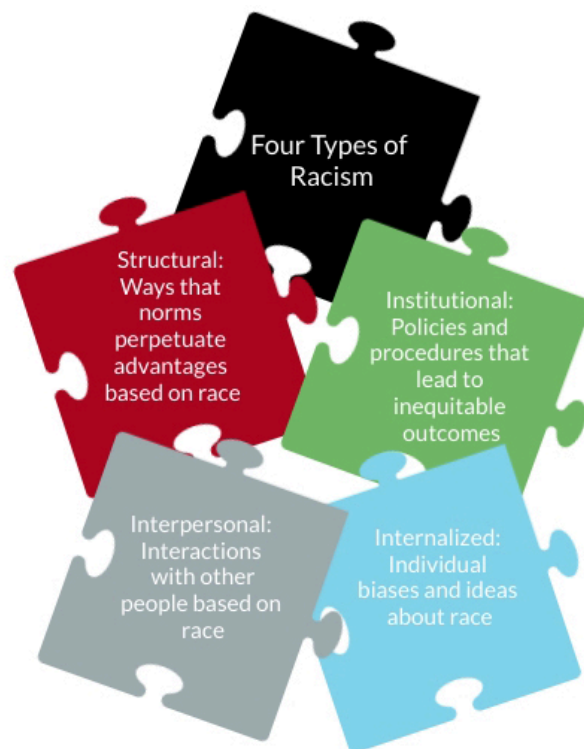 Four Types of
Racism
Structural:
Ways that
norms
perpetuate
advantages
based on race
Institutional:
Policies and
procedures that
lead to
inequitable
outcomes
Interpersonal:
Interactions
with other
people based on
race
Internalized:
Individual
biases and ideas
about race